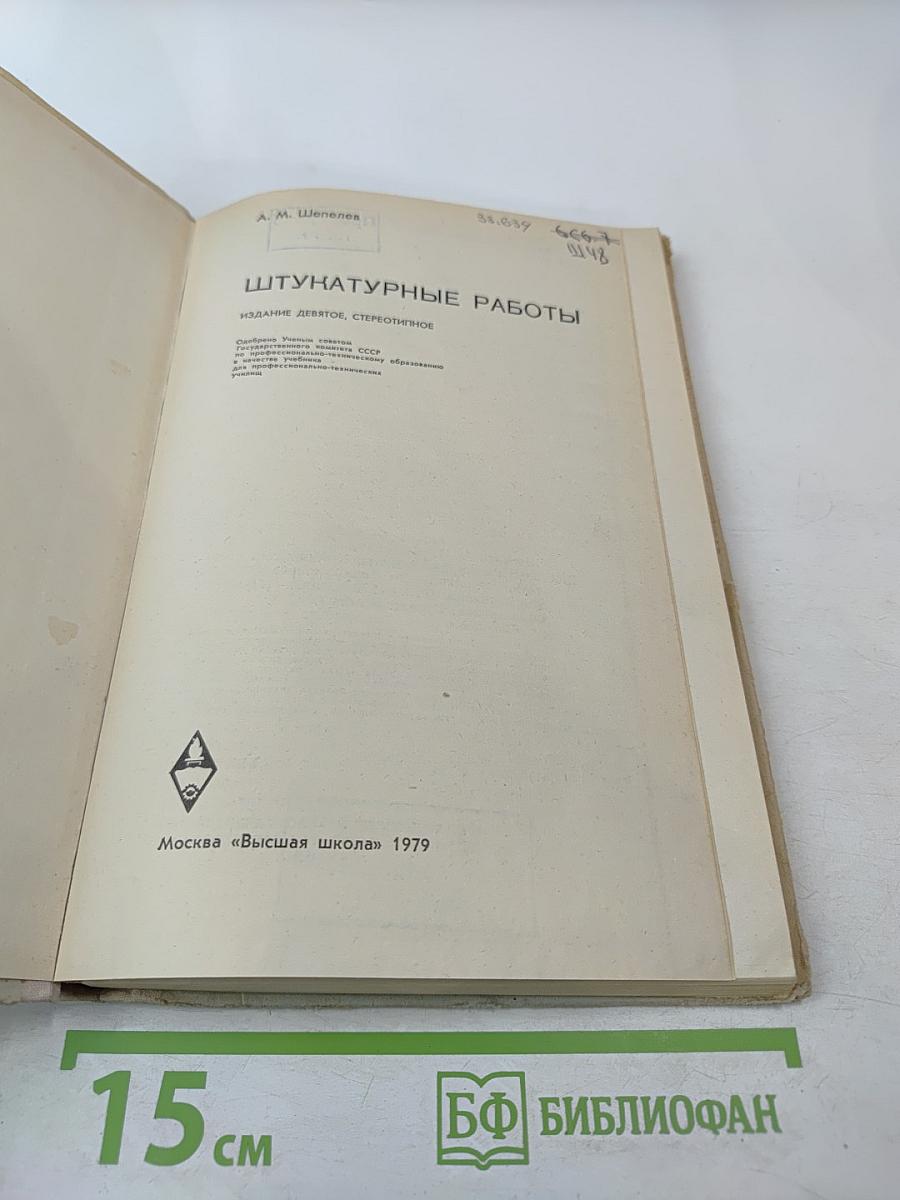 А. М. Шепелев
33.639 666.7
Ш48
ШТУКАТУРНЫЕ РАБОТЫ
ИЗДАНИЕ ДЕВЯТОЕ, СТЕРЕОТИПНОЕ
Одобрено Ученым советом
Государственного комитета СССР
по профессионально-техническому образованию
в качестве учебника
для профессионально-технических
училищ
Москва «Высшая школа» 1979
15 см
БФ БИБЛИОФАН